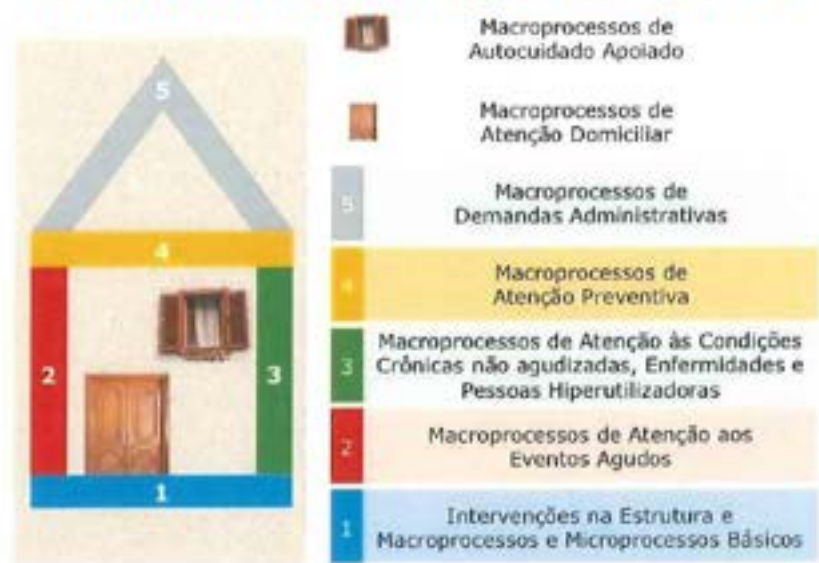 5
4
2
3
1
Macroprocessos de
Autocuidado Apoiado
Macroprocessos de
Atenção Domiciliar
5
Macroprocessos de
Demandas Administrativas
4
Macroprocessos de
Atenção Preventiva
3
Macroprocessos de Atenção às Condições
Crônicas não agudizadas, Enfermidades e
Pessoas Hiperutilizadoras
2
Macroprocessos de Atenção aos
Eventos Agudos
1
Intervenções na Estrutura e
Macroprocessos e Microprocessos Básicos